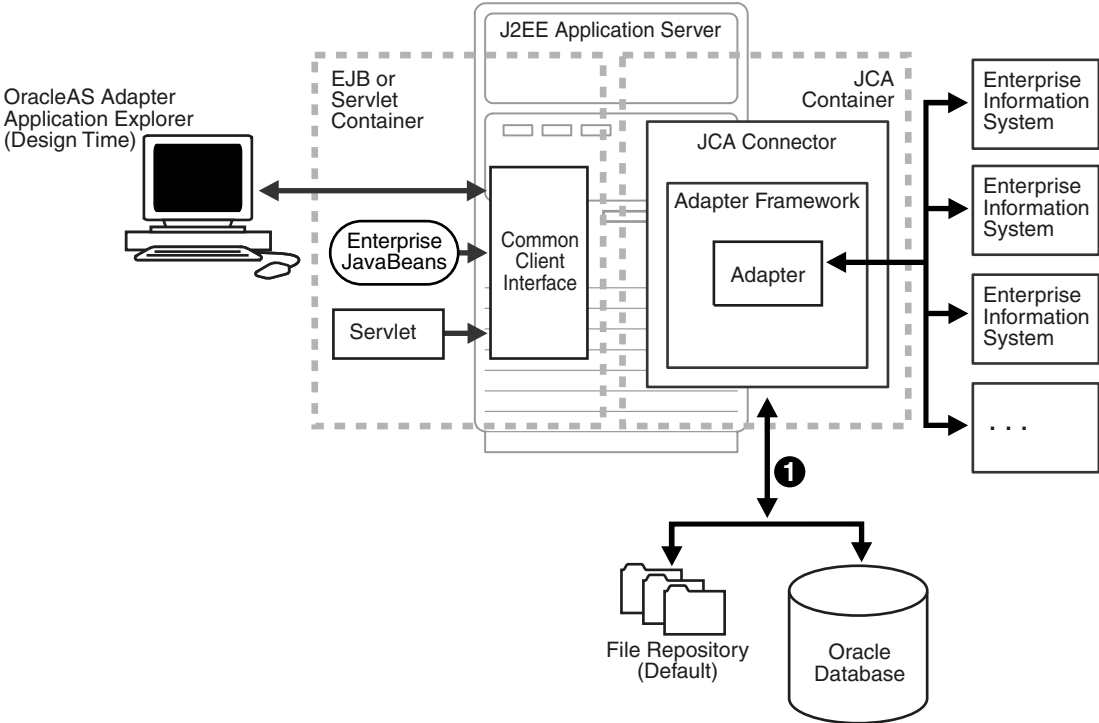 J2EE Application Server
OracleAS Adapter
Application Explorer
(Design Time)
EJB or
Servlet
Container
JCA
Container
JCA Connector
Adapter Framework
Adapter
Enterprise
JavaBeans
Servlet
Common
Client
Interface
Enterprise
Information
System
Enterprise
Information
System
Enterprise
Information
System
. . .
1
File Repository
(Default)
Oracle
Database